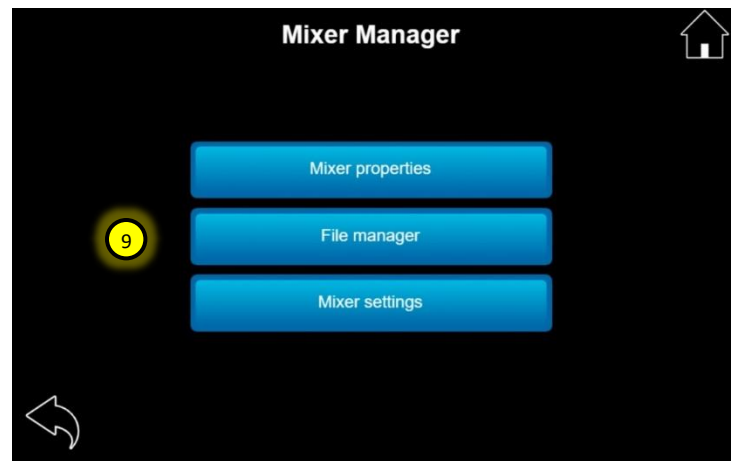 Mixer Manager
Mixer properties
9
File manager
Mixer settings